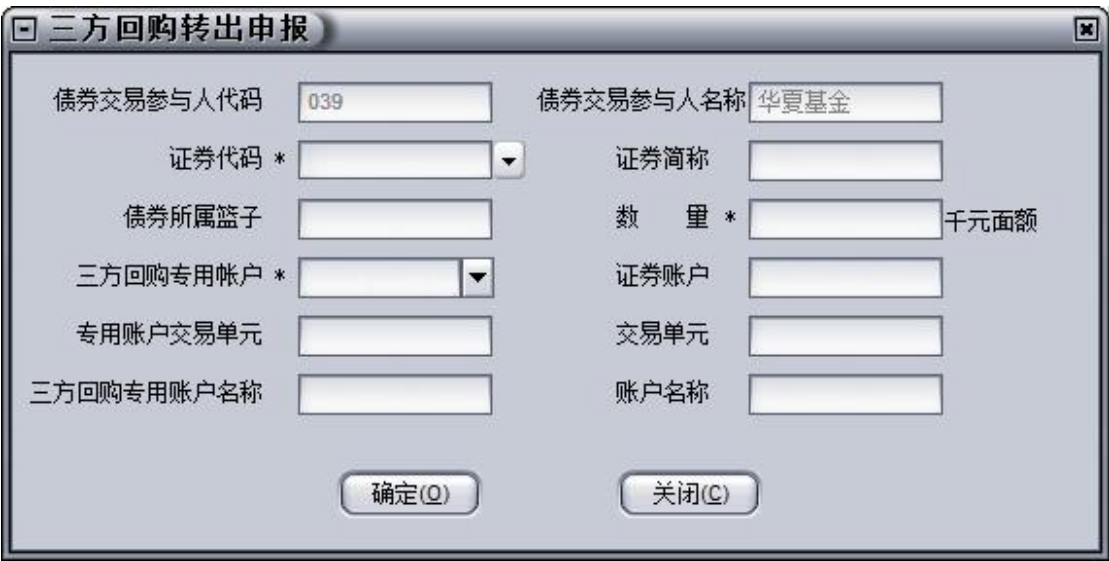 三方回购转出申报
债券交易参与人代码 039 债券交易参与人名称 华夏基金
证券代码 * 证券简称
债券所属篮子 数 量 * 千元面额
三方回购专用帐户 * 证券账户
专用账户交易单元 交易单元
三方回购专用账户名称 账户名称
确定(O) 关闭(C)